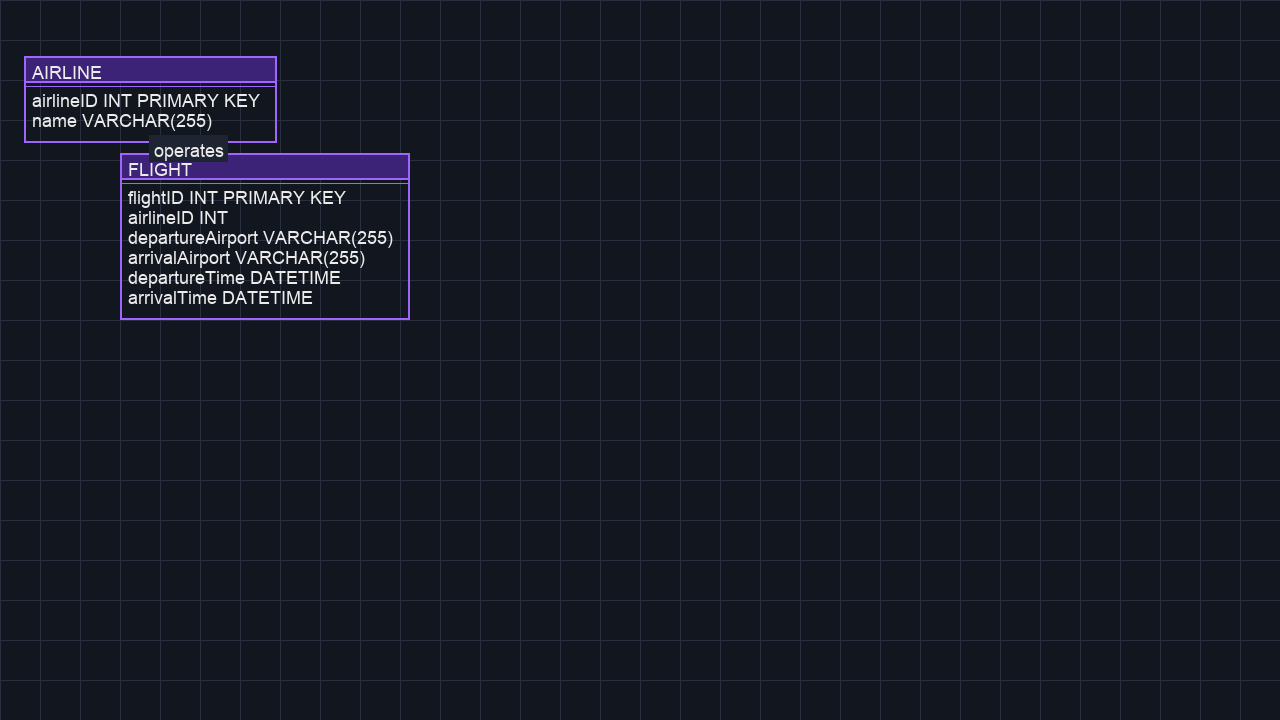 AIRLINE
airlineID INT PRIMARY KEY
name VARCHAR(255)
operates
FLIGHT
flightID INT PRIMARY KEY
airlineID INT
departureAirport VARCHAR(255)
arrivalAirport VARCHAR(255)
departureTime DATETIME
arrivalTime DATETIME